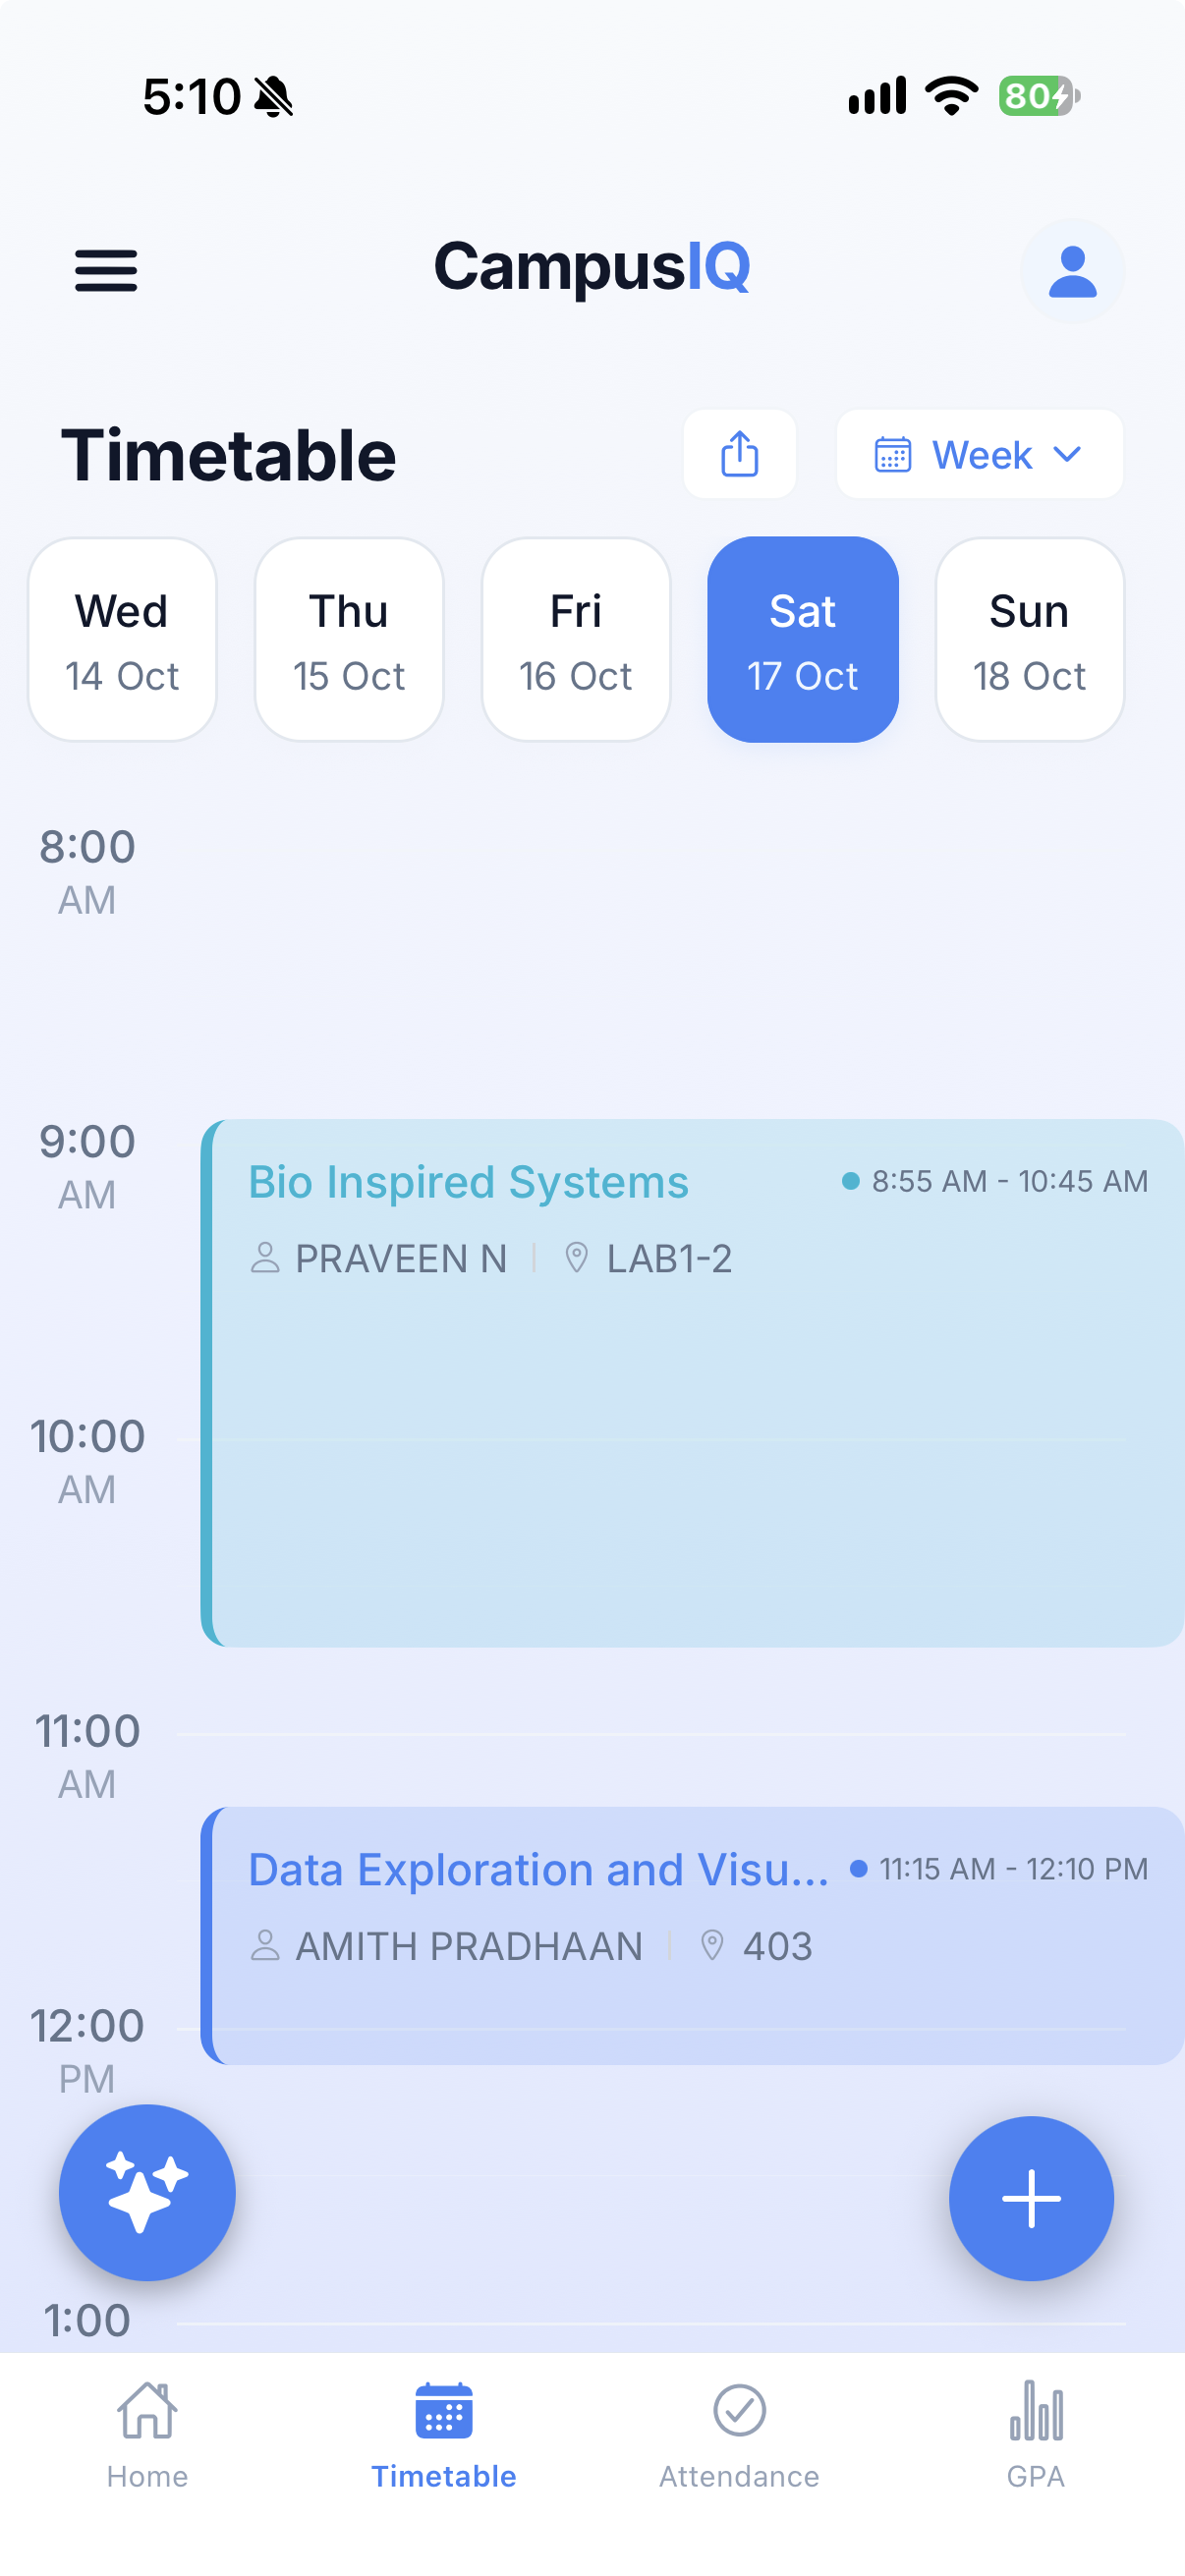 5:10
80
CampusIQ
Timetable
Week
Wed
14 Oct
Thu
15 Oct
Fri
16 Oct
Sat
17 Oct
Sun
18 Oct
8:00
AM
9:00
AM
Bio Inspired Systems
8:55 AM - 10:45 AM
PRAVEEN N
LAB1-2
10:00
AM
11:00
AM
Data Exploration and Visu...
11:15 AM - 12:10 PM
AMITH PRADHAAN
403
12:00
PM
1:00
Home
Timetable
Attendance
GPA